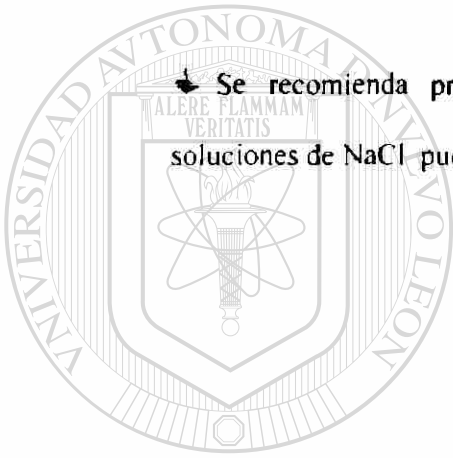 Se recomienda pr
ALERE FLAMMAM
VERITATIS
soluciones de NaCl pu
UNIVERSIDAD AUTONOMA DE NUEVO LEON